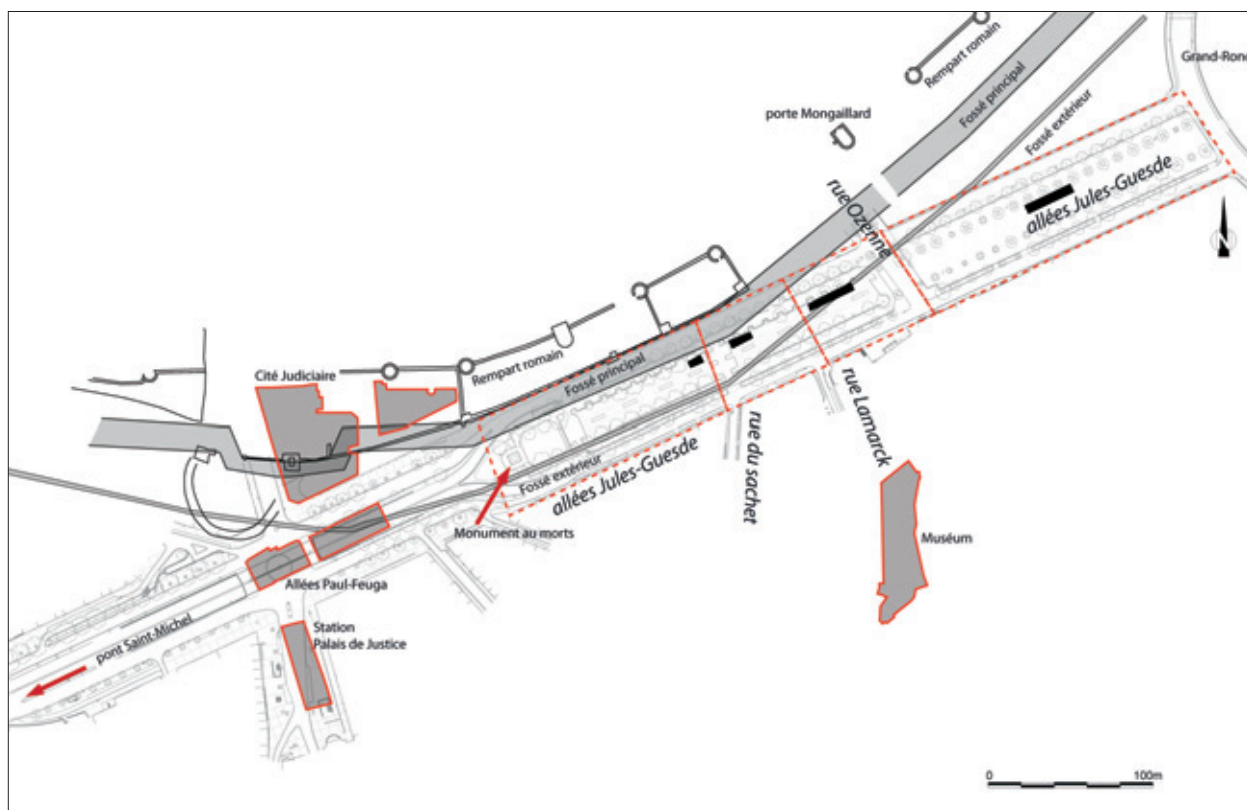 Rempart romain
Grand-Rond
Fossé principal
porte Mongaillard
Fossé extérieur
rue Ozenne
allées Jules-Guesde
N
Cité Judiciaire
Rempart romain
Fossé principal
Fossé extérieur
allées Jules-Guesde
rue du sachet
rue Lamarck
Monument au morts
Muséum
Allées Paul-Feuga
Station
Palais de Justice
pont Saint-Michel
0 100m